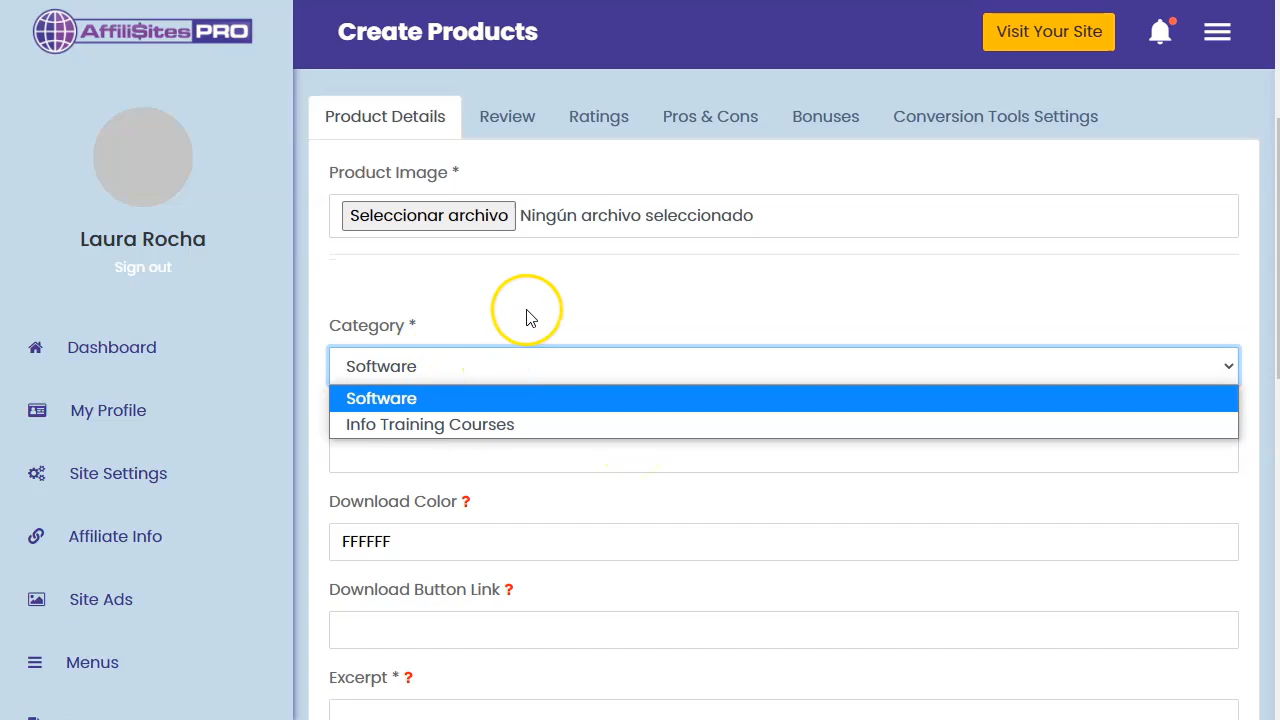 Affili$ites PRO
Create Products
Visit Your Site
Laura Rocha
Sign out
Dashboard
My Profile
Site Settings
Affiliate Info
Site Ads
Menus
Product Details
Review
Ratings
Pros & Cons
Bonuses
Conversion Tools Settings
Product Image *
Seleccionar archivo Ningún archivo seleccionado
Category *
Software
Software
Info Training Courses
Download Color ?
FFFFFF
Download Button Link ?
Excerpt * ?